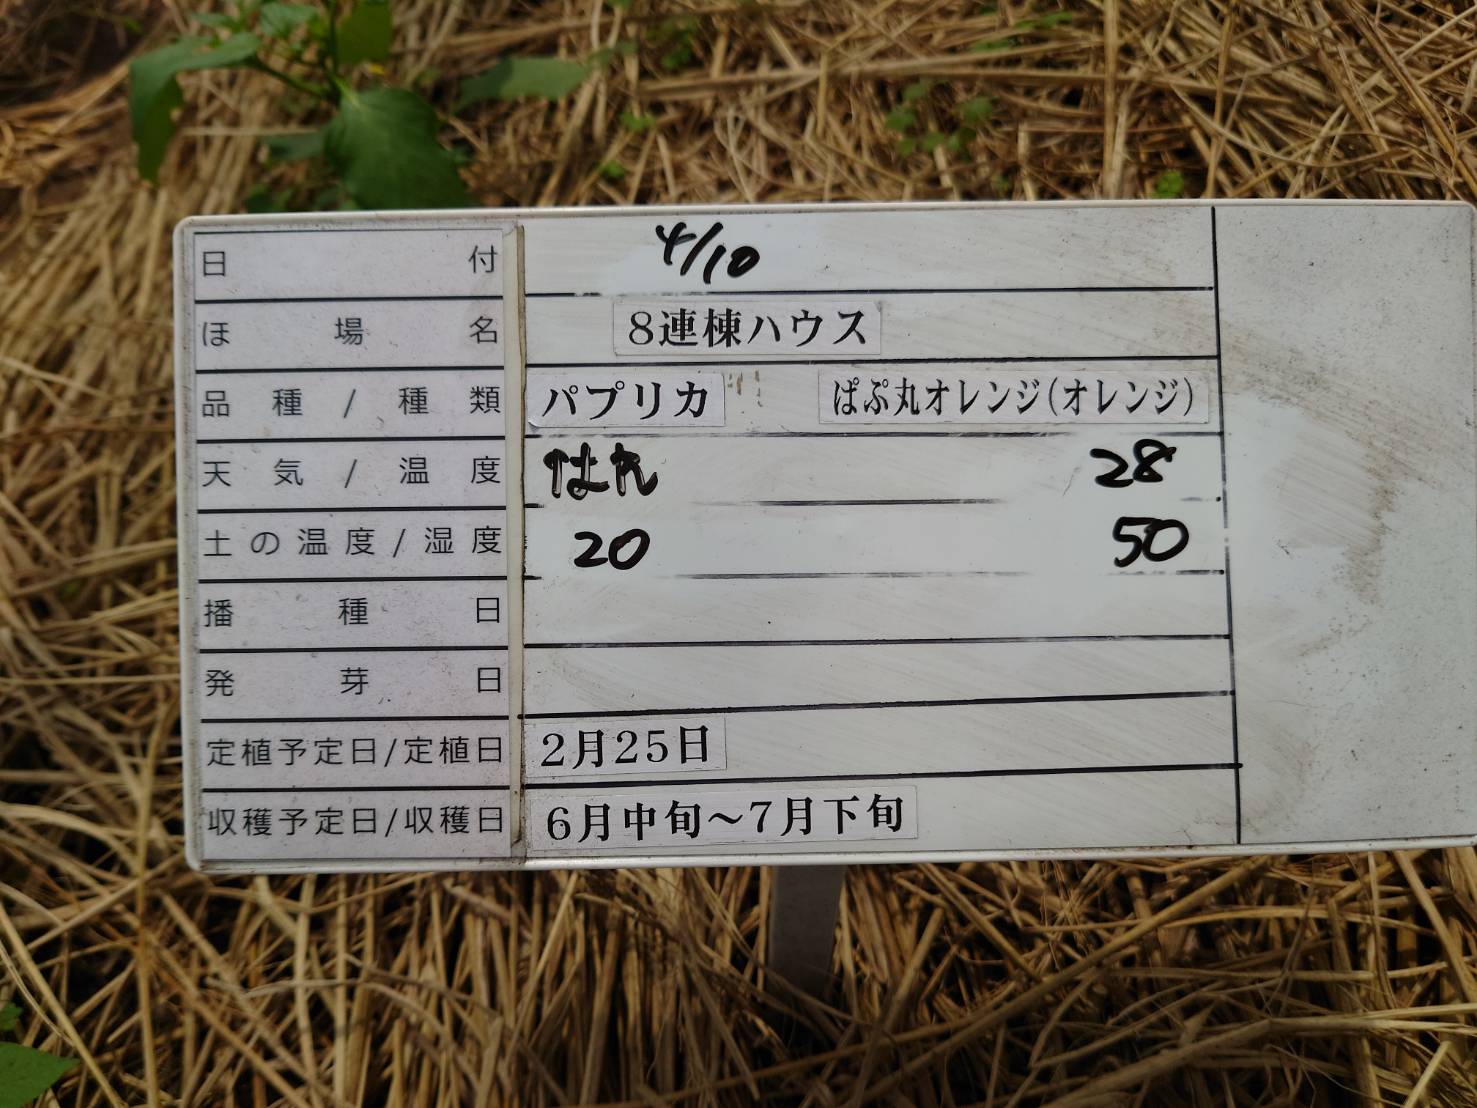 日付 4/10
ほ場名 8連棟ハウス
品種/種類 パプリカ ぱぷ丸オレンジ(オレンジ)
天気/温度 はれ 28
土の温度/湿度 20 50
播種日
発芽日
定植予定日/定植日 2月25日
収穫予定日/収穫日 6月中旬~7月下旬